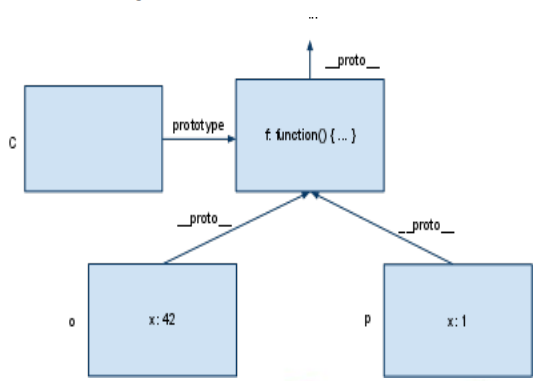 ...
__proto__
prototype
f: function() { ... }
C
__proto__
__proto__
o
x: 42
p
x: 1